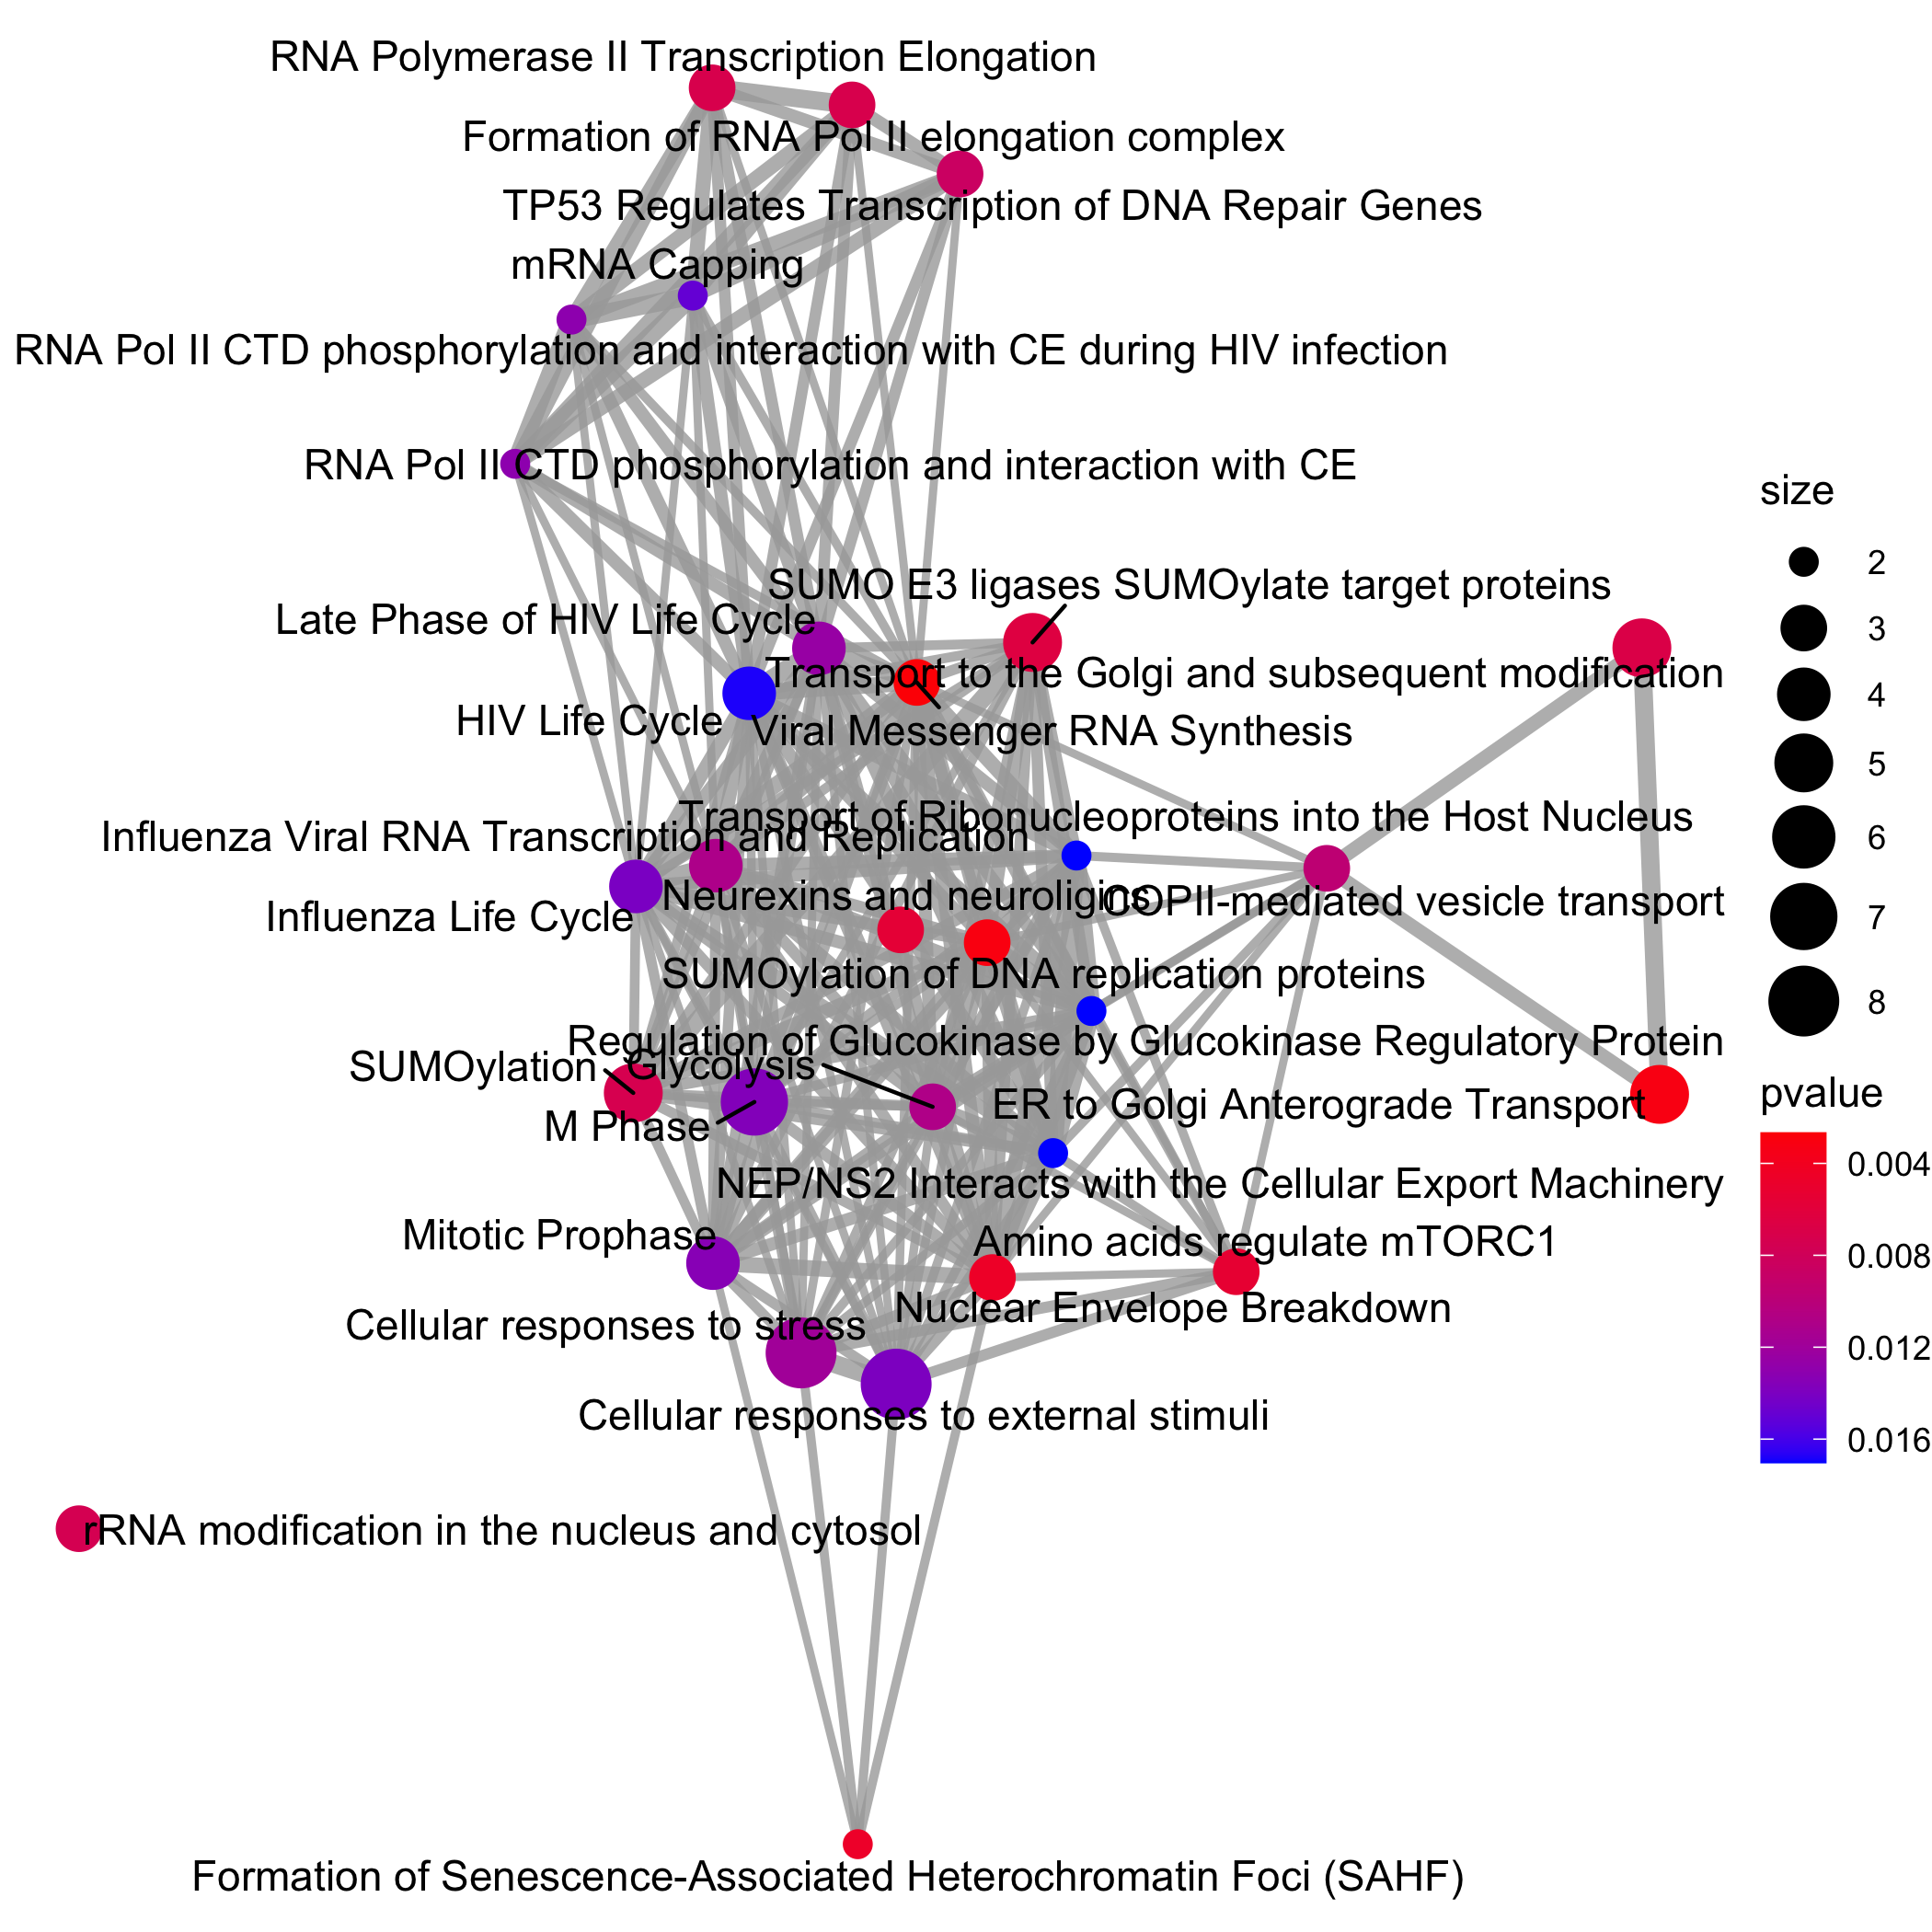 RNA Polymerase II Transcription Elongation
Formation of RNA Pol II elongation complex
TP53 Regulates Transcription of DNA Repair Genes
mRNA Capping
RNA Pol II CTD phosphorylation and interaction with CE during HIV infection
RNA Pol II CTD phosphorylation and interaction with CE
SUMO E3 ligases SUMOylate target proteins
Late Phase of HIV Life Cycle
Transport to the Golgi and subsequent modification
HIV Life Cycle
Viral Messenger RNA Synthesis
Transport of Ribonucleoproteins into the Host Nucleus
Influenza Viral RNA Transcription and Replication
Neurexins and neuroligins
COPII-mediated vesicle transport
Influenza Life Cycle
SUMOylation of DNA replication proteins
Regulation of Glucokinase by Glucokinase Regulatory Protein
SUMOylation
Glycolysis
ER to Golgi Anterograde Transport
M Phase
NEP/NS2 Interacts with the Cellular Export Machinery
Mitotic Prophase
Amino acids regulate mTORC1
Nuclear Envelope Breakdown
Cellular responses to stress
Cellular responses to external stimuli
rRNA modification in the nucleus and cytosol
Formation of Senescence-Associated Heterochromatin Foci (SAHF)
size
2
3
4
5
6
7
8
pvalue
0.004
0.008
0.012
0.016